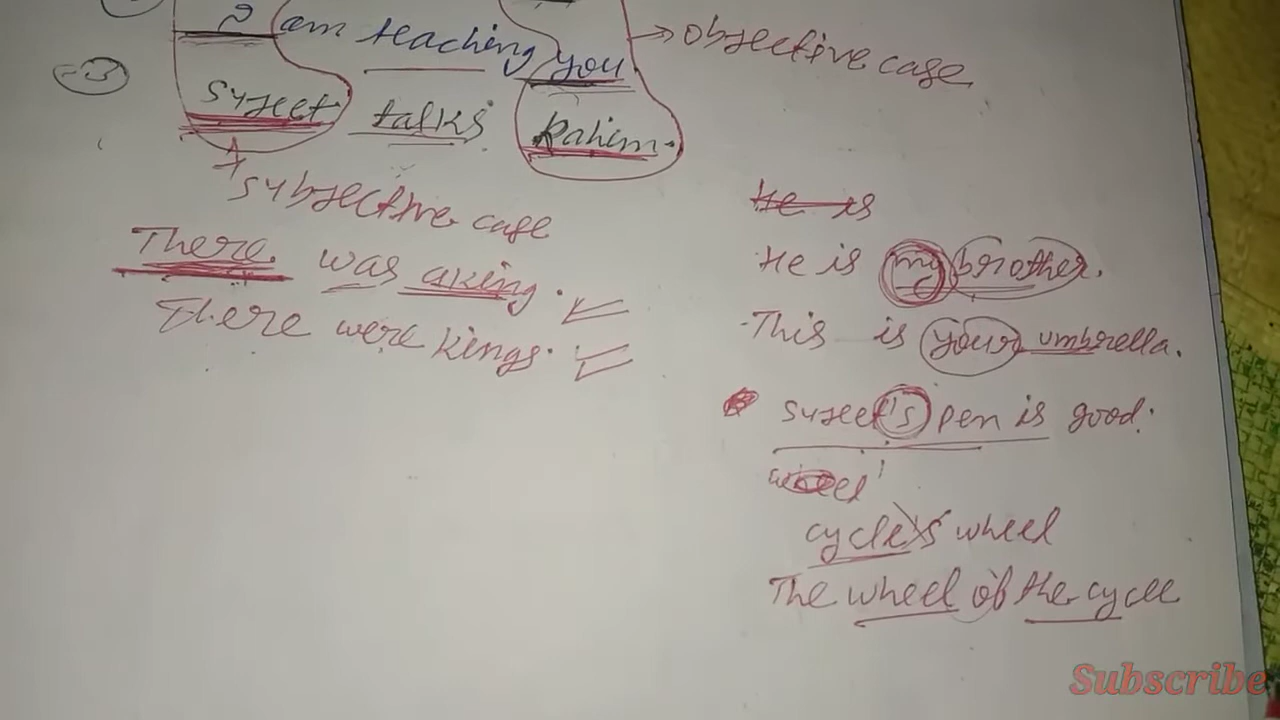 I am teaching you
→ objective case
Sujeet talks Rahim.
subjective case
There was a king.
There were kings.
He is
He is my brother.
This is your umbrella.
Sujeet's pen is good.
wheel'
cycle's wheel
The wheel of the cycle
Subscribe